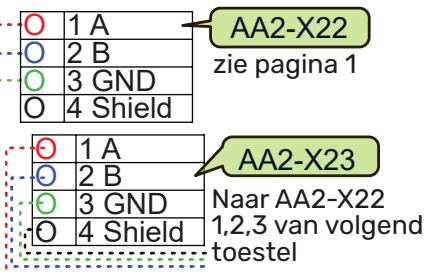 1 A
2 B
3 GND
4 Shield
AA2-X22
zie pagina 1
1 A
2 B
3 GND
4 Shield
AA2-X23
Naar AA2-X22
1,2,3 van volgend
toestel